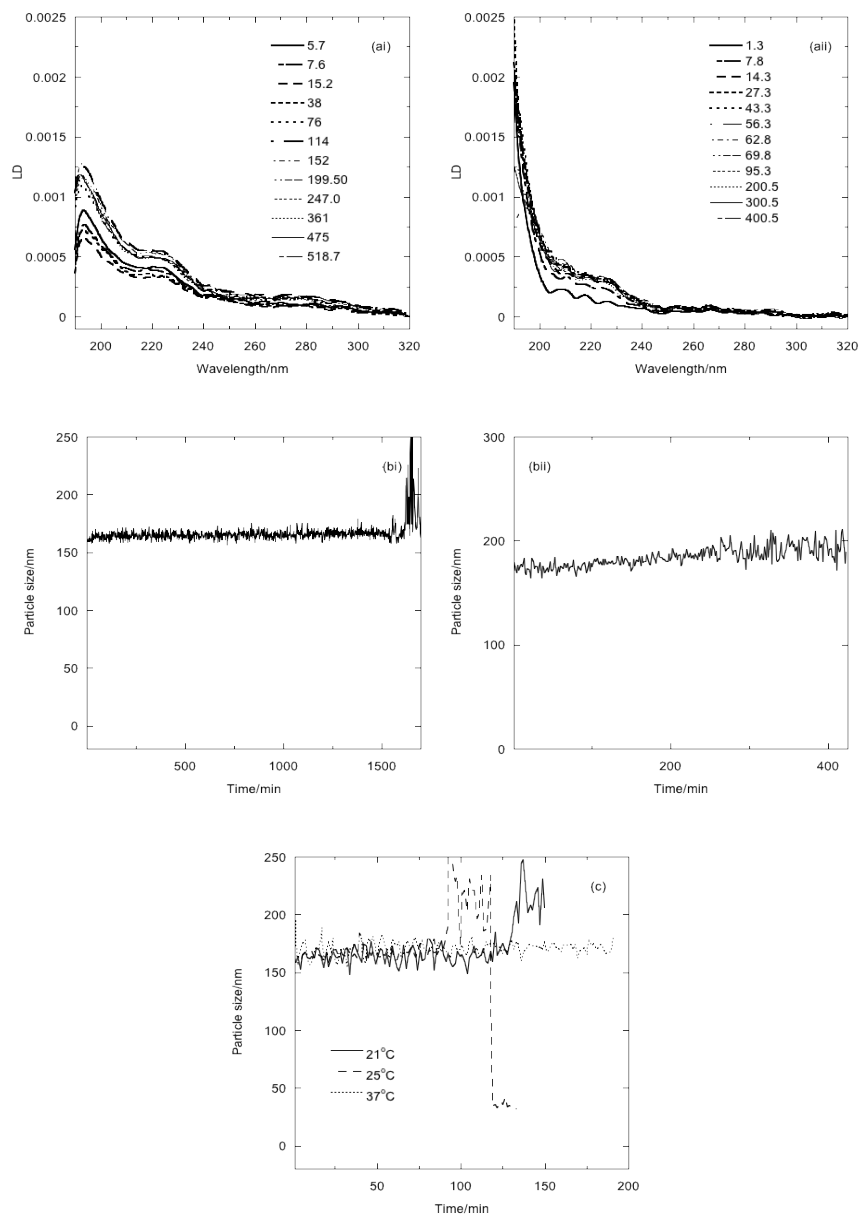 0.0025
0.002
0.0015
0.001
0.0005
0
LD
200 220 240 260 280 300 320
Wavelength/nm
(ai)
5.7
7.6
15.2
38
76
114
152
199.50
247.0
361
475
518.7
0.0025
0.002
0.0015
0.001
0.0005
0
LD
200 220 240 260 280 300 320
Wavelength/nm
(aii)
1.3
7.8
14.3
27.3
43.3
56.3
62.8
69.8
95.3
200.5
300.5
400.5
250
200
150
100
50
0
Particle size/nm
500 1000 1500
Time/min
(bi)
300
200
100
0
Particle size/nm
200 400
Time/min
(bii)
250
200
150
100
50
0
Particle size/nm
50 100 150 200
Time/min
(c)
21°C
25°C
37°C